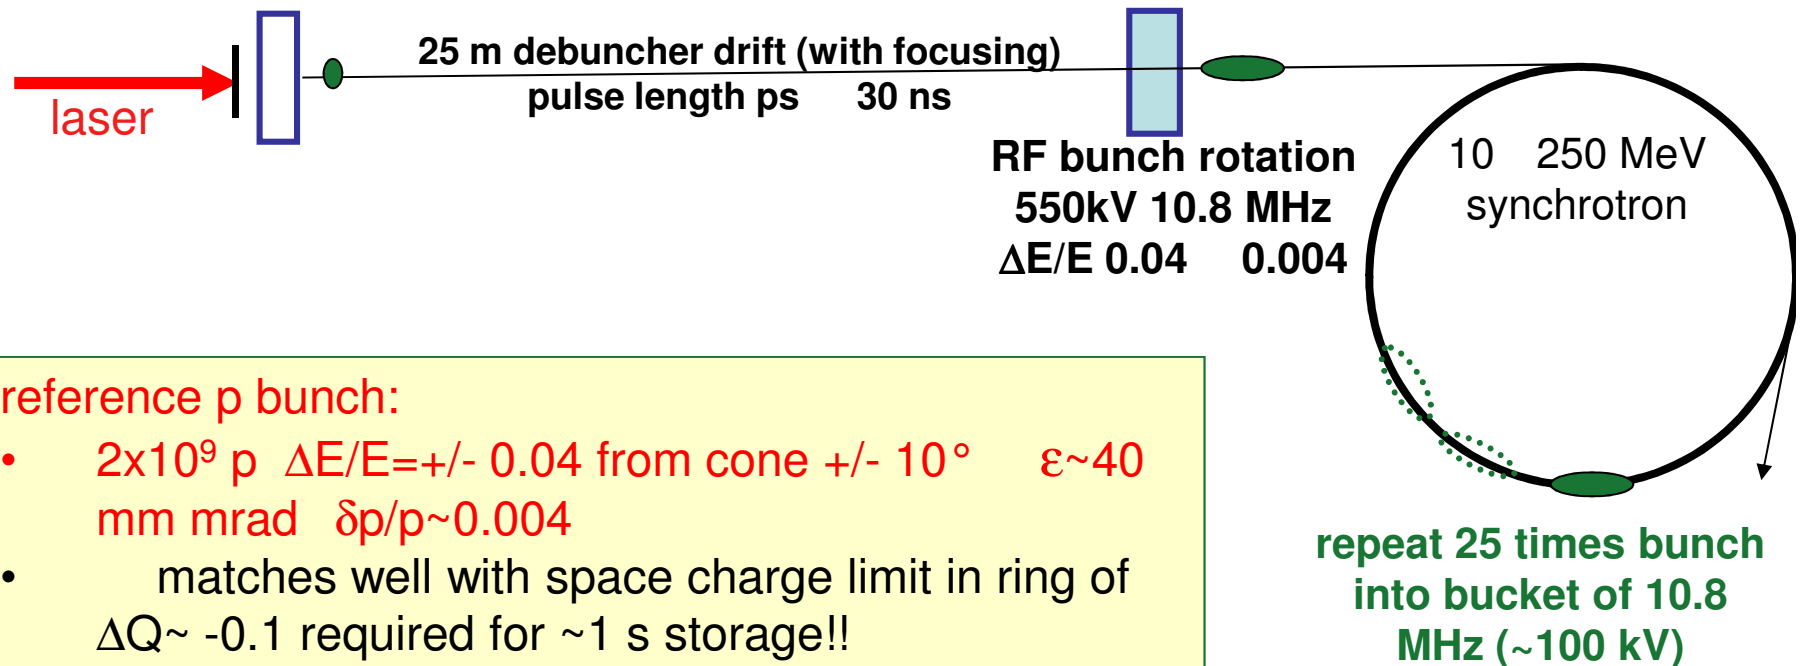 25 m debuncher drift (with focusing)
pulse length ps 30 ns
laser
RF bunch rotation
550kV 10.8 MHz
ΔE/E 0.04 0.004
10 250 MeV
synchrotron
reference p bunch:
• 2x10⁹ p ΔE/E=+/- 0.04 from cone +/- 10° ε~40
mm mrad δp/p~0.004
• matches well with space charge limit in ring of
ΔQ~ -0.1 required for ~1 s storage!!
repeat 25 times bunch
into bucket of 10.8
MHz (~100 kV)